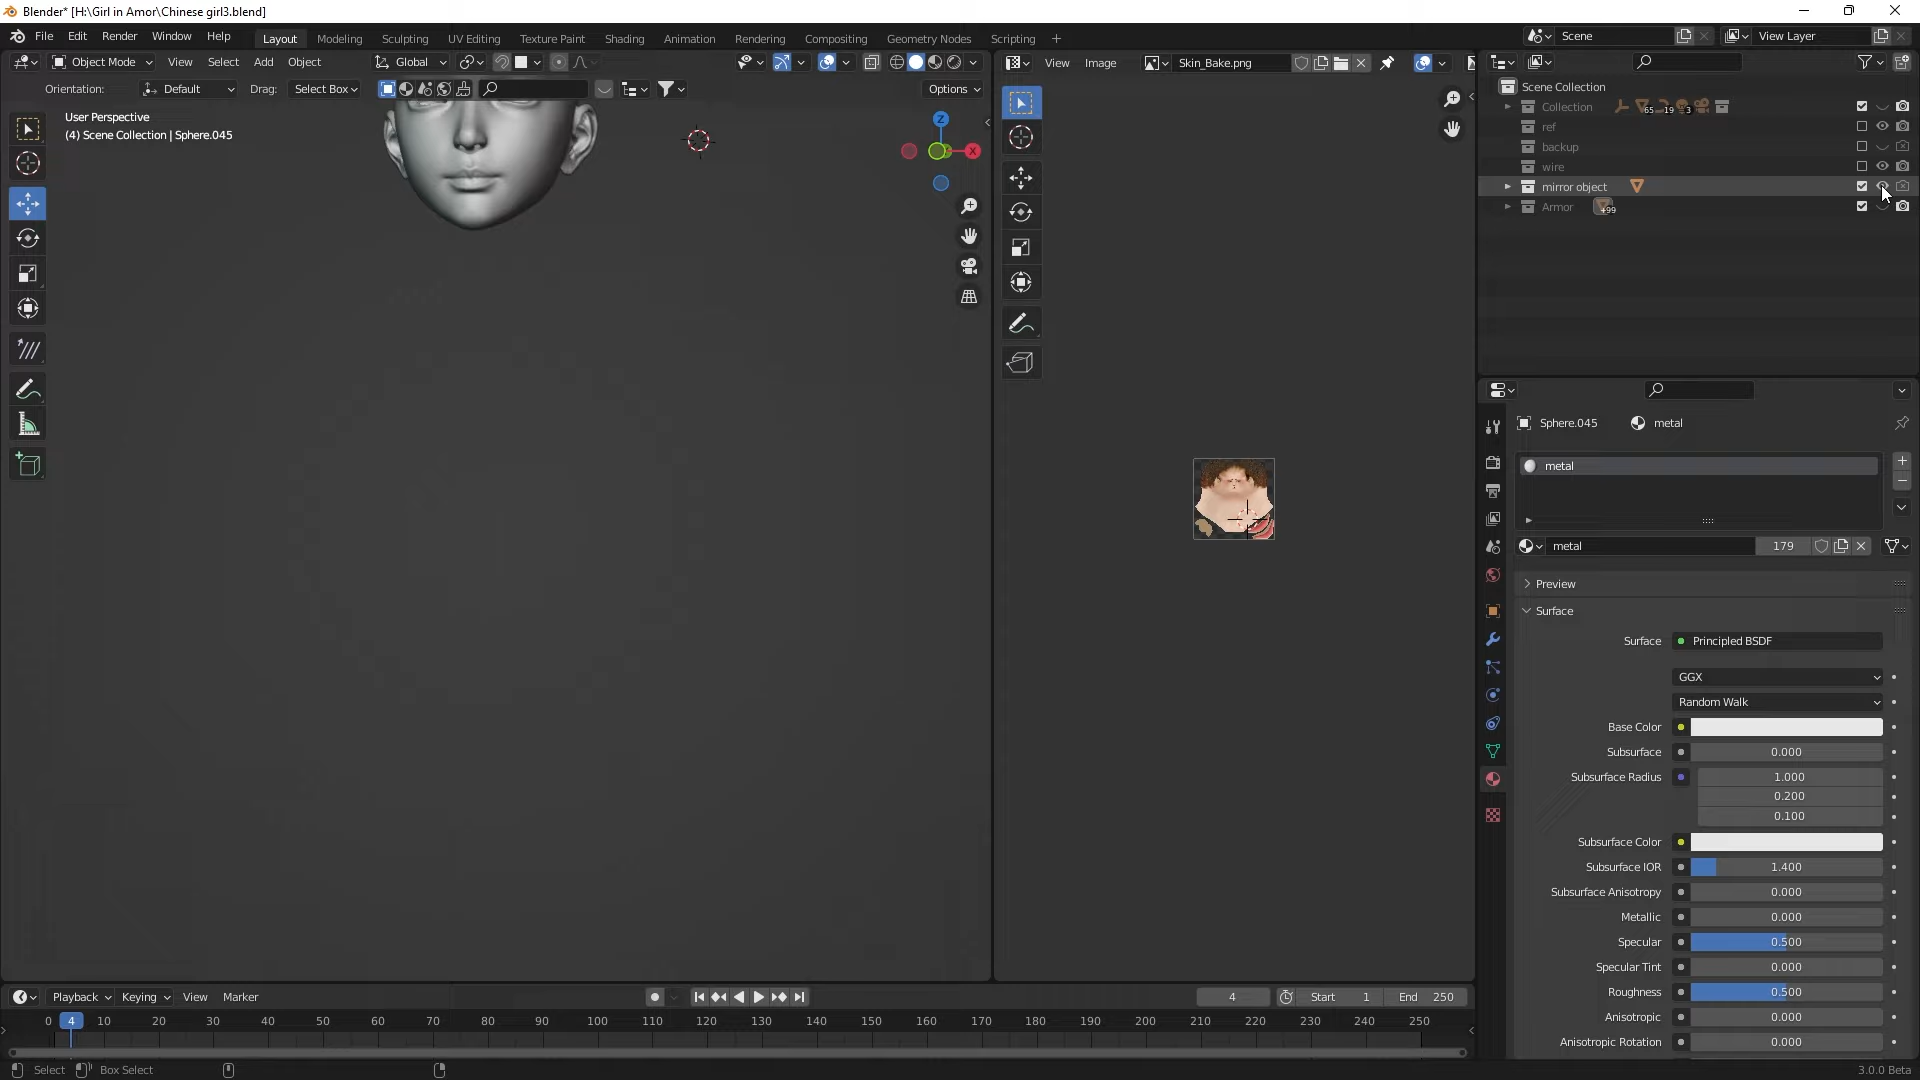 Blender* [H:\Girl in Amor\Chinese girl3.blend]
File Edit Render Window Help Layout Modeling Sculpting UV Editing Texture Paint Shading Animation Rendering Compositing Geometry Nodes Scripting + Scene View Layer
Object Mode View Select Add Object Global View Image Skin_Bake.png
Orientation: Default Drag: Select Box Options
User Perspective
(4) Scene Collection | Sphere.045
Z
X
Scene Collection
Collection 65 19 3
ref
backup
wire
mirror object
Armor +99
Sphere.045 metal
metal
metal 179
Preview
Surface
Surface Principled BSDF
GGX
Random Walk
Base Color
Subsurface 0.000
Subsurface Radius 1.000
0.200
0.100
Subsurface Color
Subsurface IOR 1.400
Subsurface Anisotropy 0.000
Metallic 0.000
Specular 0.500
Specular Tint 0.000
Roughness 0.500
Anisotropic 0.000
Anisotropic Rotation 0.000
Playback Keying View Marker 4 Start 1 End 250
0 4 10 20 30 40 50 60 70 80 90 100 110 120 130 140 150 160 170 180 190 200 210 220 230 240 250
Select Box Select 3.0.0 Beta